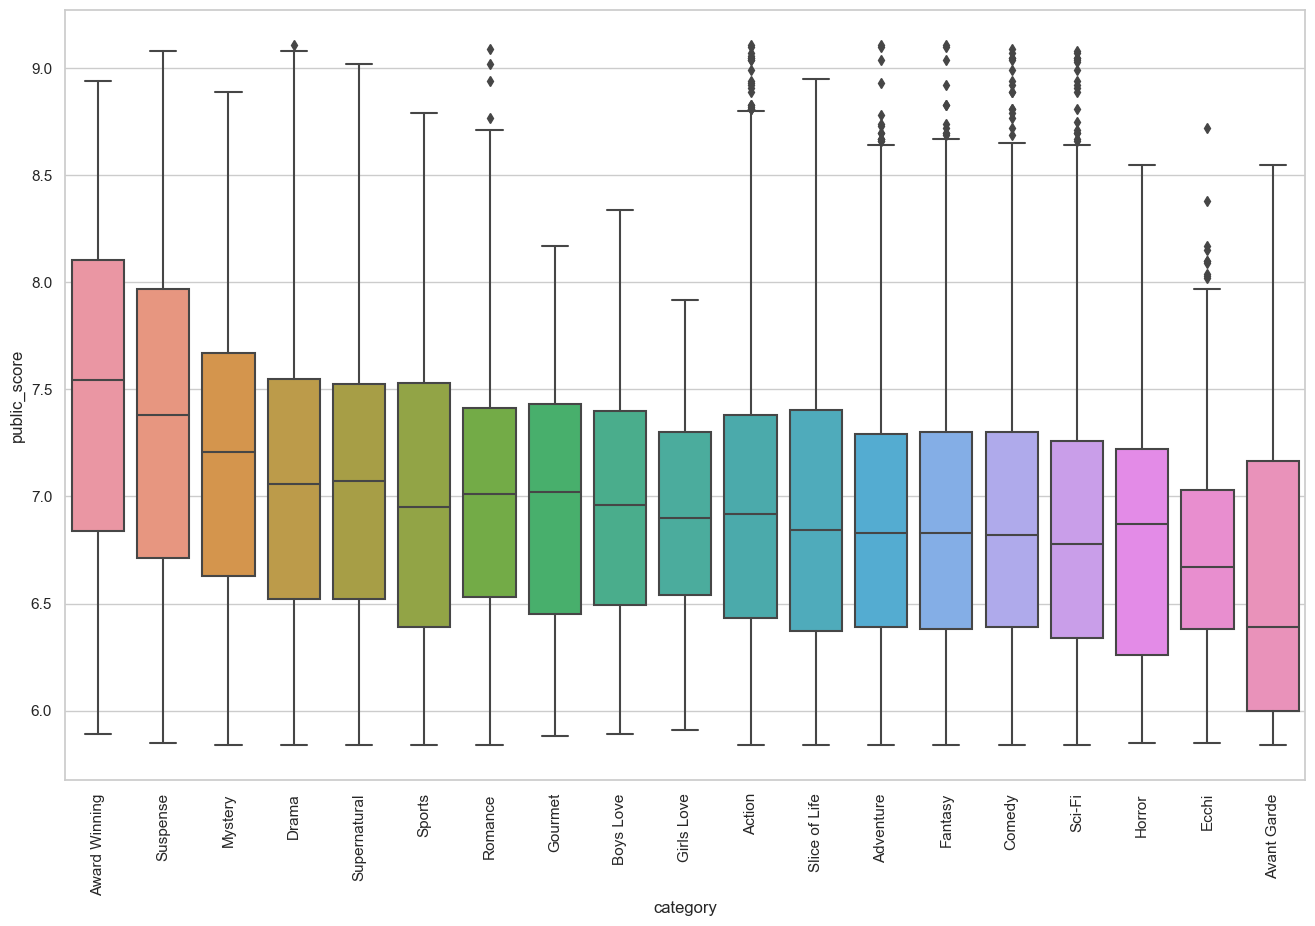 public_score
9.0
8.5
8.0
7.5
7.0
6.5
6.0
Award Winning
Suspense
Mystery
Drama
Supernatural
Sports
Romance
Gourmet
Boys Love
Girls Love
Action
Slice of Life
Adventure
Fantasy
Comedy
Sci-Fi
Horror
Ecchi
Avant Garde
category